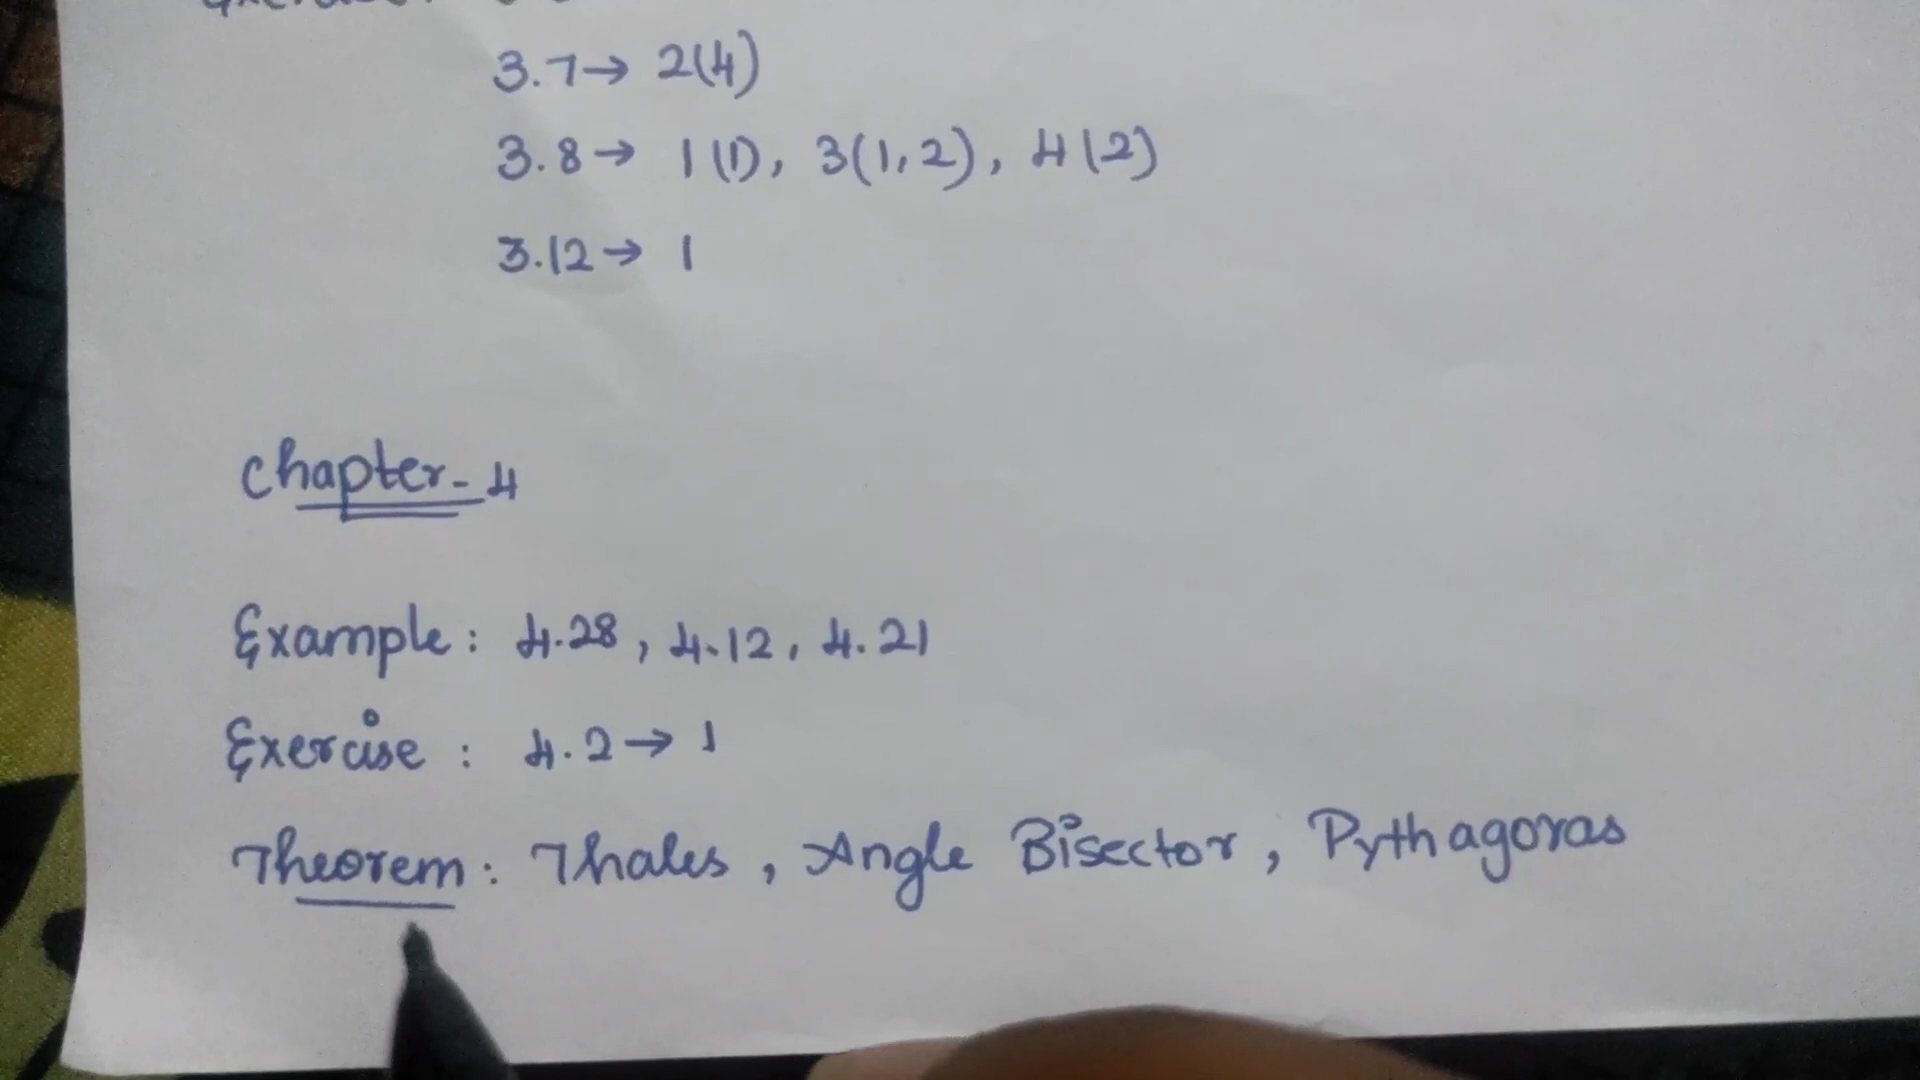 3.7→ 2(4)
3.8→ 1(1), 3(1,2), 4(2)
3.12→ 1
Chapter-4
Example: 4.28, 4.12, 4.21
Exercise : 4.2→ 1
Theorem: Thales, Angle Bisector, Pythagoras